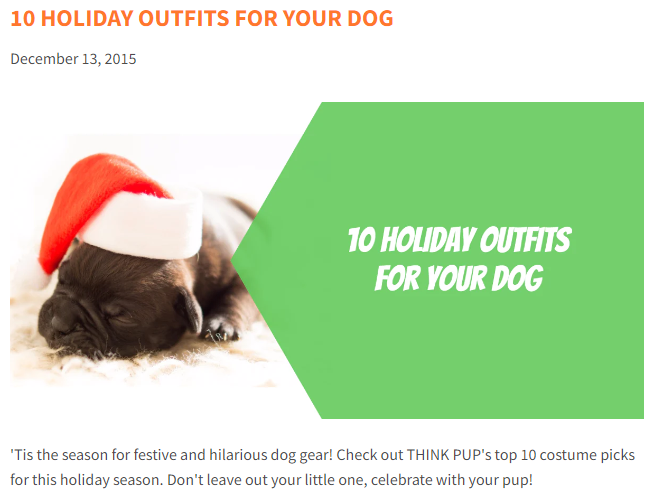 10 HOLIDAY OUTFITS FOR YOUR DOG
December 13, 2015
10 HOLIDAY OUTFITS
FOR YOUR DOG
'Tis the season for festive and hilarious dog gear! Check out THINK PUP's top 10 costume picks
for this holiday season. Don't leave out your little one, celebrate with your pup!